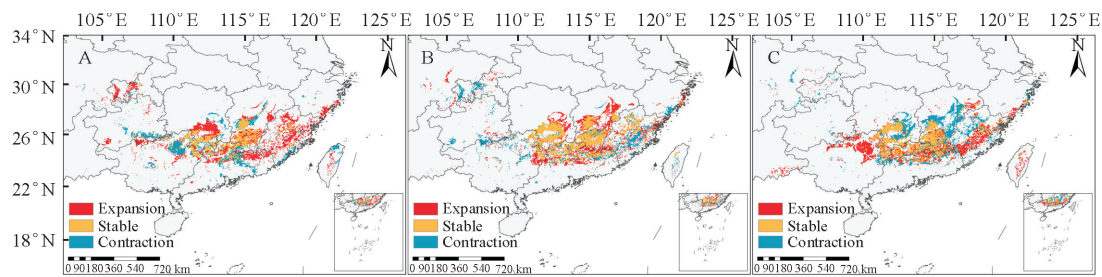 105°E 110°E 115°E 120°E 125°E 105°E 110°E 115°E 120°E 125°E 105°E 110°E 115°E 120°E 125°E
34°N
A N B N C N
30°N
26°N
22°N
Expansion Expansion Expansion
Stable Stable Stable
18°N
Contraction Contraction Contraction
0 90180 360 540 720 km 0 90180 360 540 720 km 0 90180 360 540 720 km